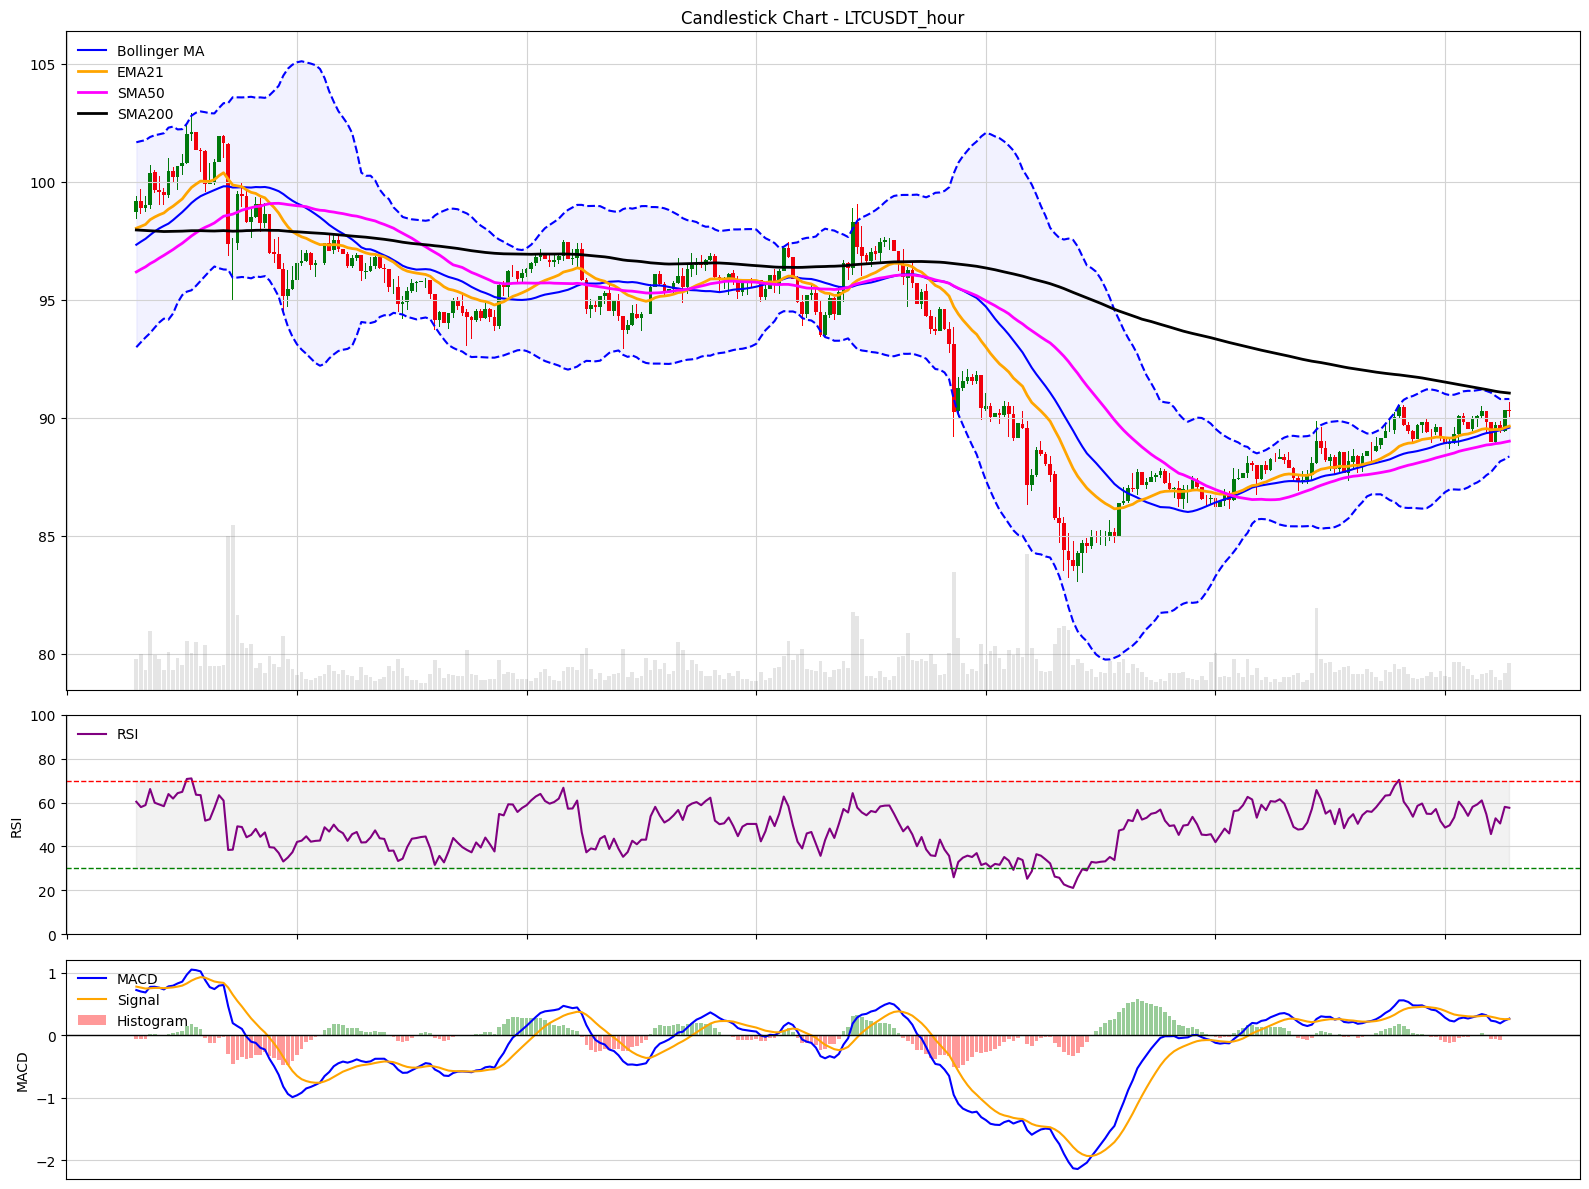 Candlestick Chart - LTCUSDT_hour
Bollinger MA
EMA21
SMA50
SMA200
105
100
95
90
85
80
RSI
100
80
60
40
20
0
RSI
MACD
Signal
Histogram
1
0
−1
−2
MACD